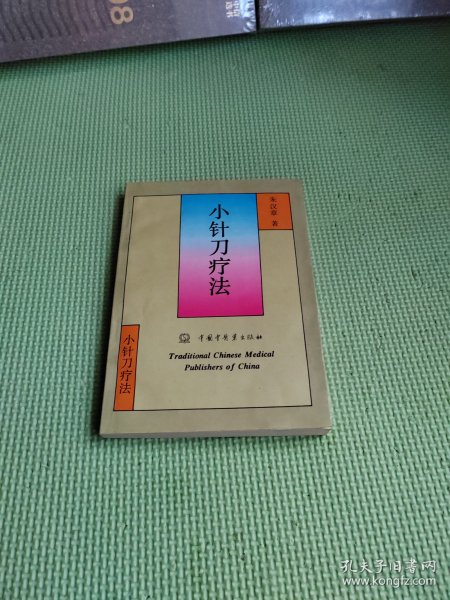 小针刀疗法
朱汉章 著
中国中医药出版社
Traditional Chinese Medical
Publishers of China
小针刀疗法
孔夫子旧书网
www.kongfz.com